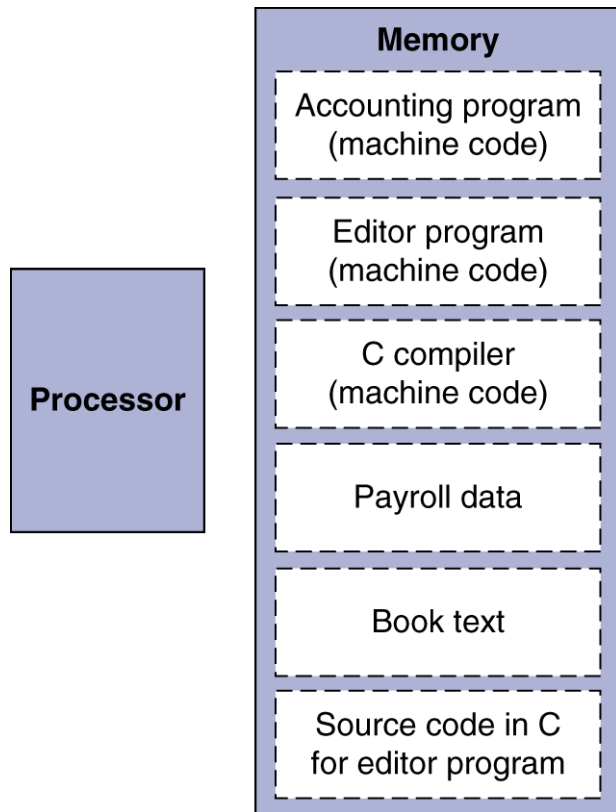 Memory
Accounting program
(machine code)
Editor program
(machine code)
Processor
C compiler
(machine code)
Payroll data
Book text
Source code in C
for editor program